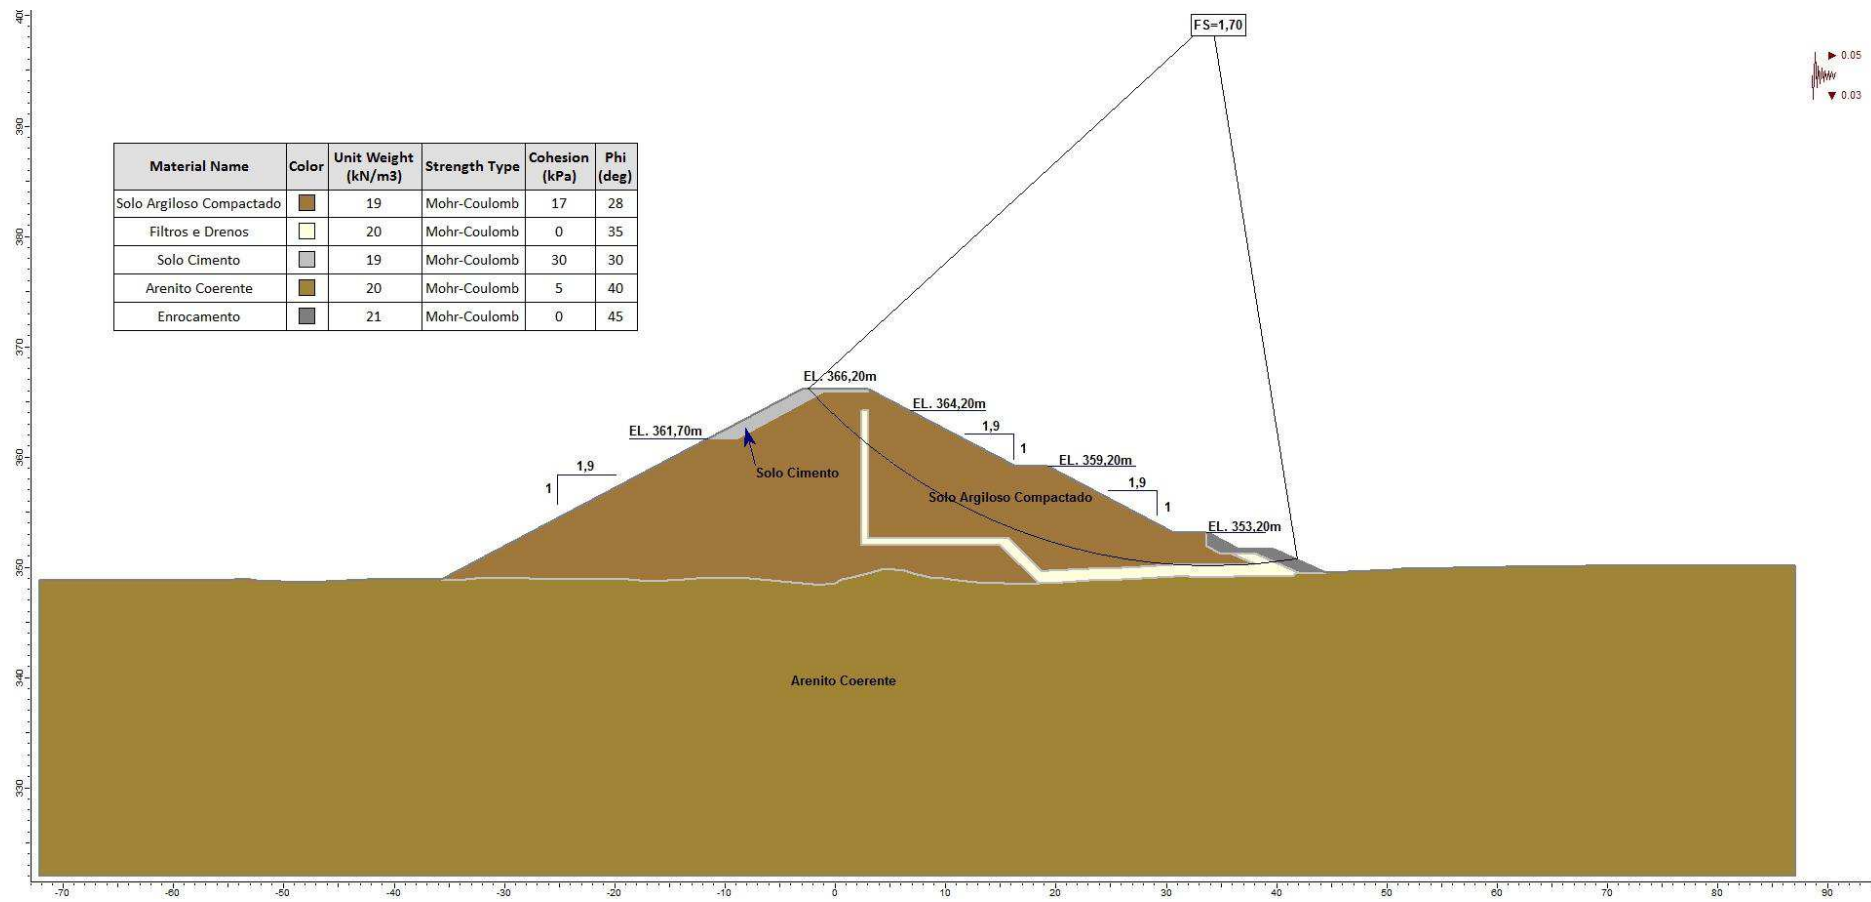 FS=1,70
0.05
0.03
Material Name Color Unit Weight (kN/m3) Strength Type Cohesion (kPa) Phi (deg)
Solo Argiloso Compactado 19 Mohr-Coulomb 17 28
Filtros e Drenos 20 Mohr-Coulomb 0 35
Solo Cimento 19 Mohr-Coulomb 30 30
Arenito Coerente 20 Mohr-Coulomb 5 40
Enrocamento 21 Mohr-Coulomb 0 45
EL. 366,20m
EL. 364,20m
EL. 361,70m
1,9
1
EL. 359,20m
Solo Cimento
1,9
1
Solo Argiloso Compactado
1,9
1
EL. 353,20m
Arenito Coerente
400
390
380
370
360
350
340
330
-70 -60 -50 -40 -30 -20 -10 0 10 20 30 40 50 60 70 80 90